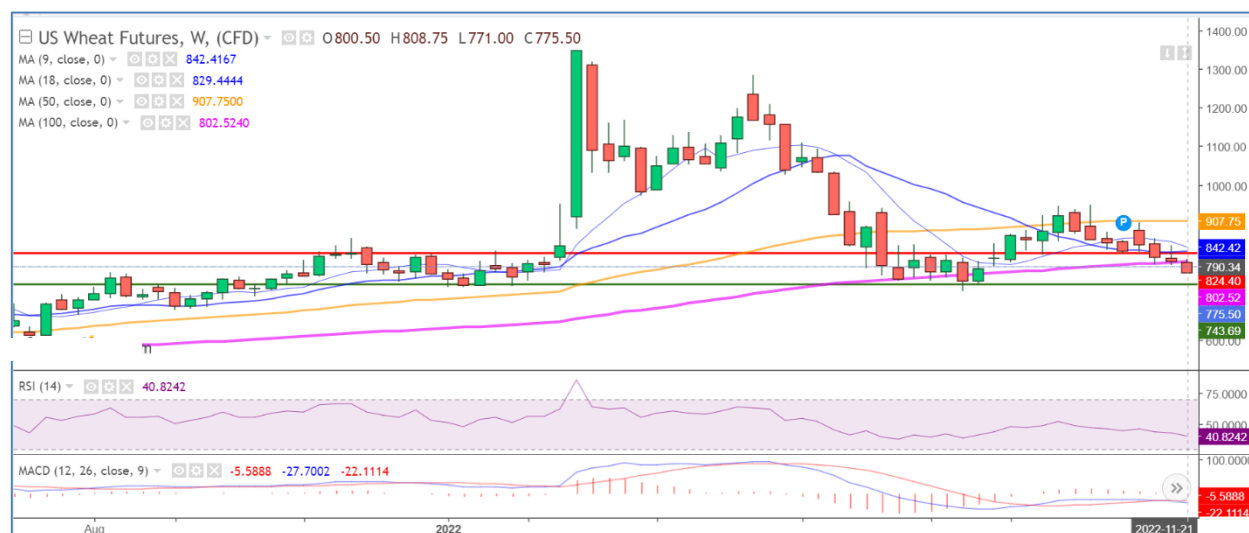 US Wheat Futures, W, (CFD) O800.50 H808.75 L771.00 C775.50
MA (9, close, 0) 842.4167
MA (18, close, 0) 829.4444
MA (50, close, 0) 907.7500
MA (100, close, 0) 802.5240
1400.00
1300.00
1200.00
1100.00
1000.00
P
907.75
842.42
790.34
824.40
802.52
775.50
743.69
600.00
RSI (14) 40.8242
75.0000
50.0000
40.8242
MACD (12, 26, close, 9) -5.5888 -27.7002 -22.1114
100.0000
-5.5888
-22.1114
Aug 2022 2022-11-21